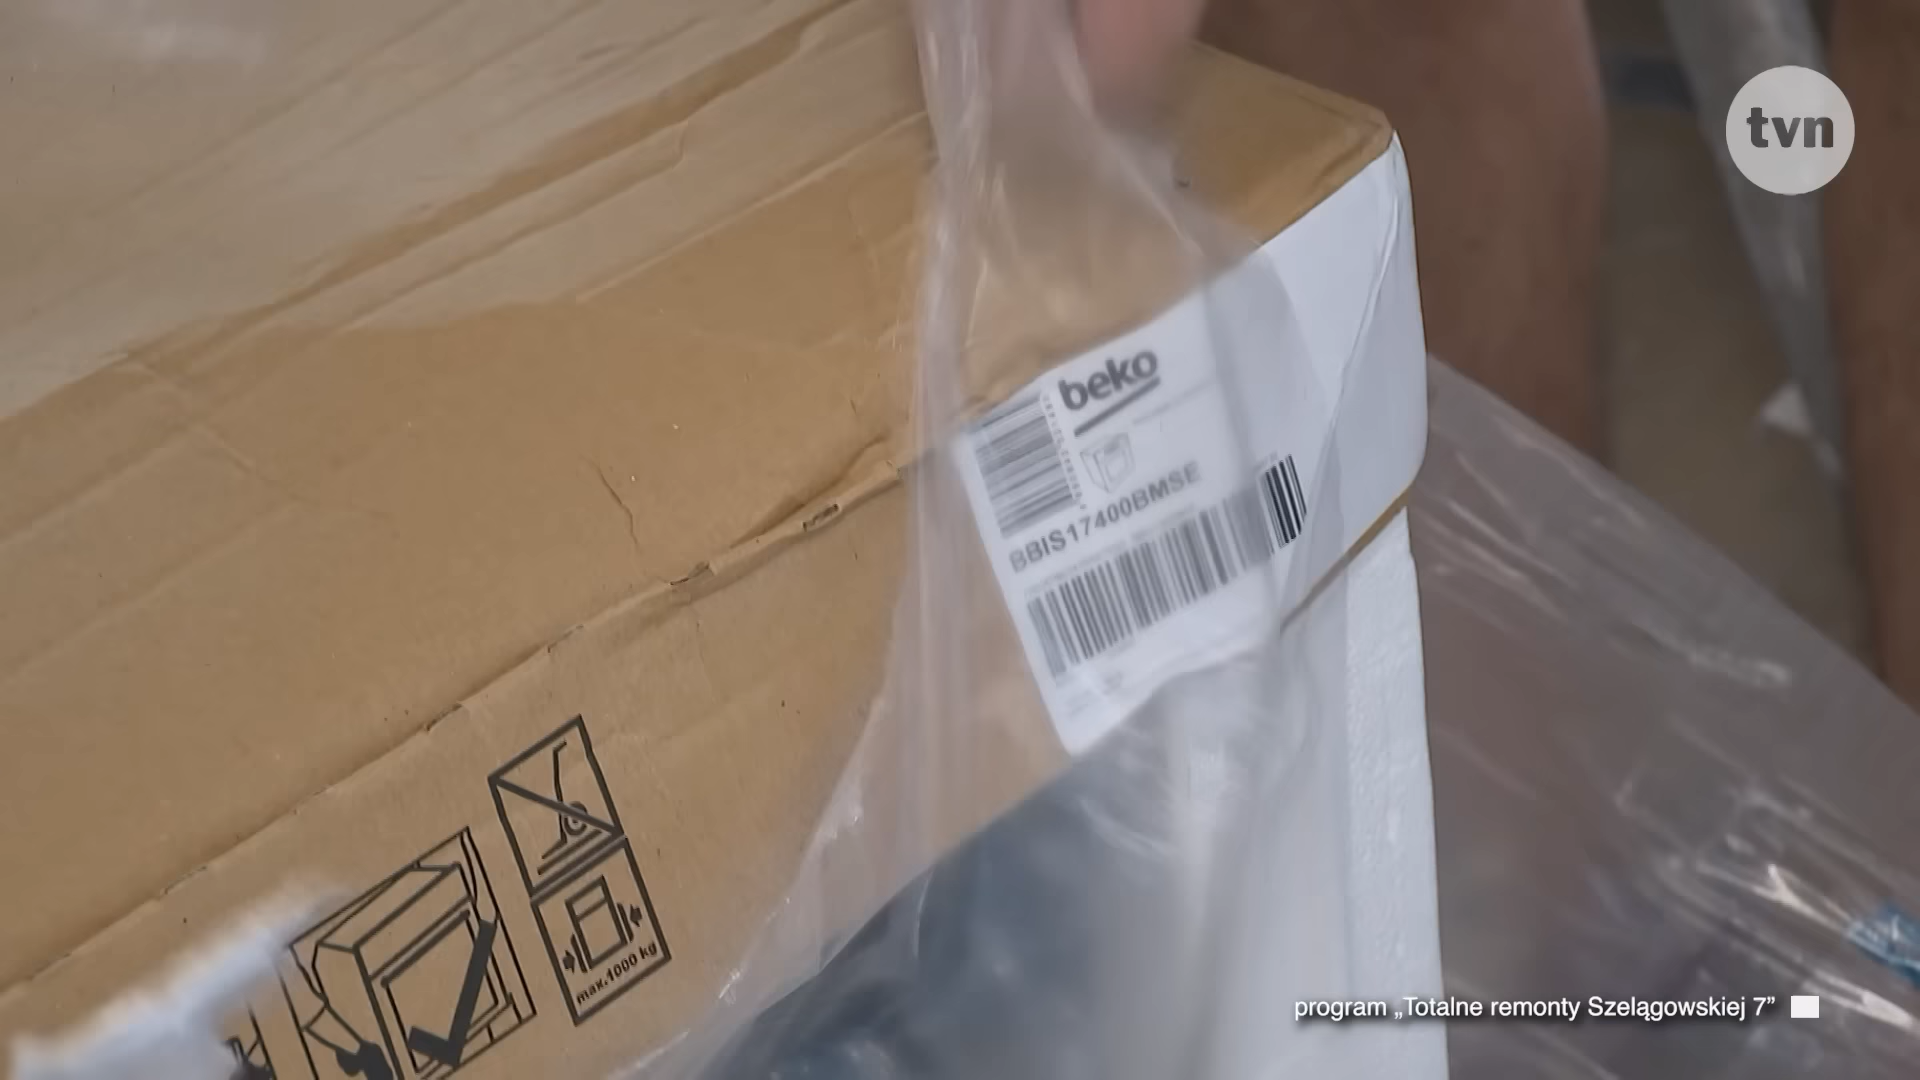 tvn
beko
BBIS17400BMSE
max.1000 kg
program „Totalne remonty Szelągowskiej 7”